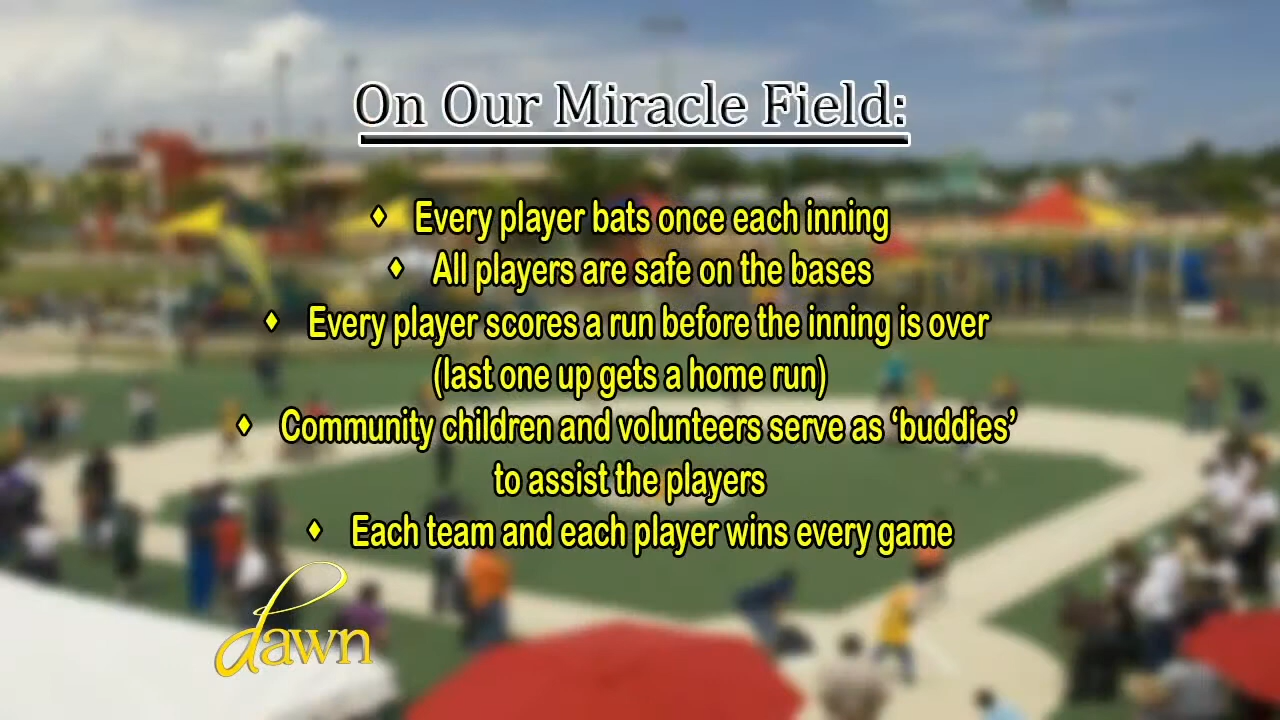 On Our Miracle Field:
♦ Every player bats once each inning
♦ All players are safe on the bases
♦ Every player scores a run before the inning is over
(last one up gets a home run)
♦ Community children and volunteers serve as ‘buddies’
to assist the players
♦ Each team and each player wins every game
dawn